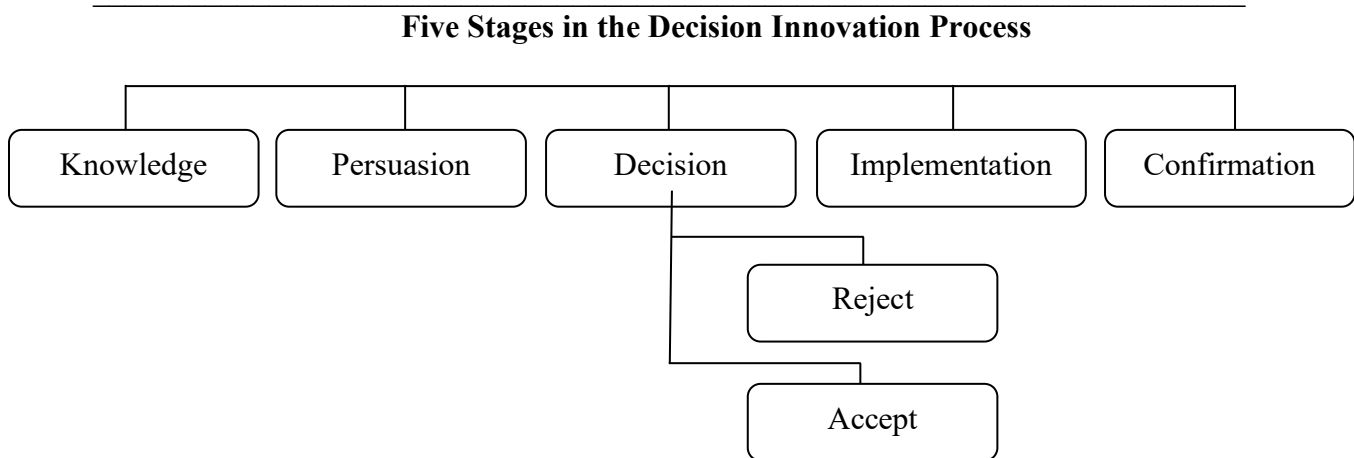 Five Stages in the Decision Innovation Process
Knowledge
Persuasion
Decision
Implementation
Confirmation
Reject
Accept